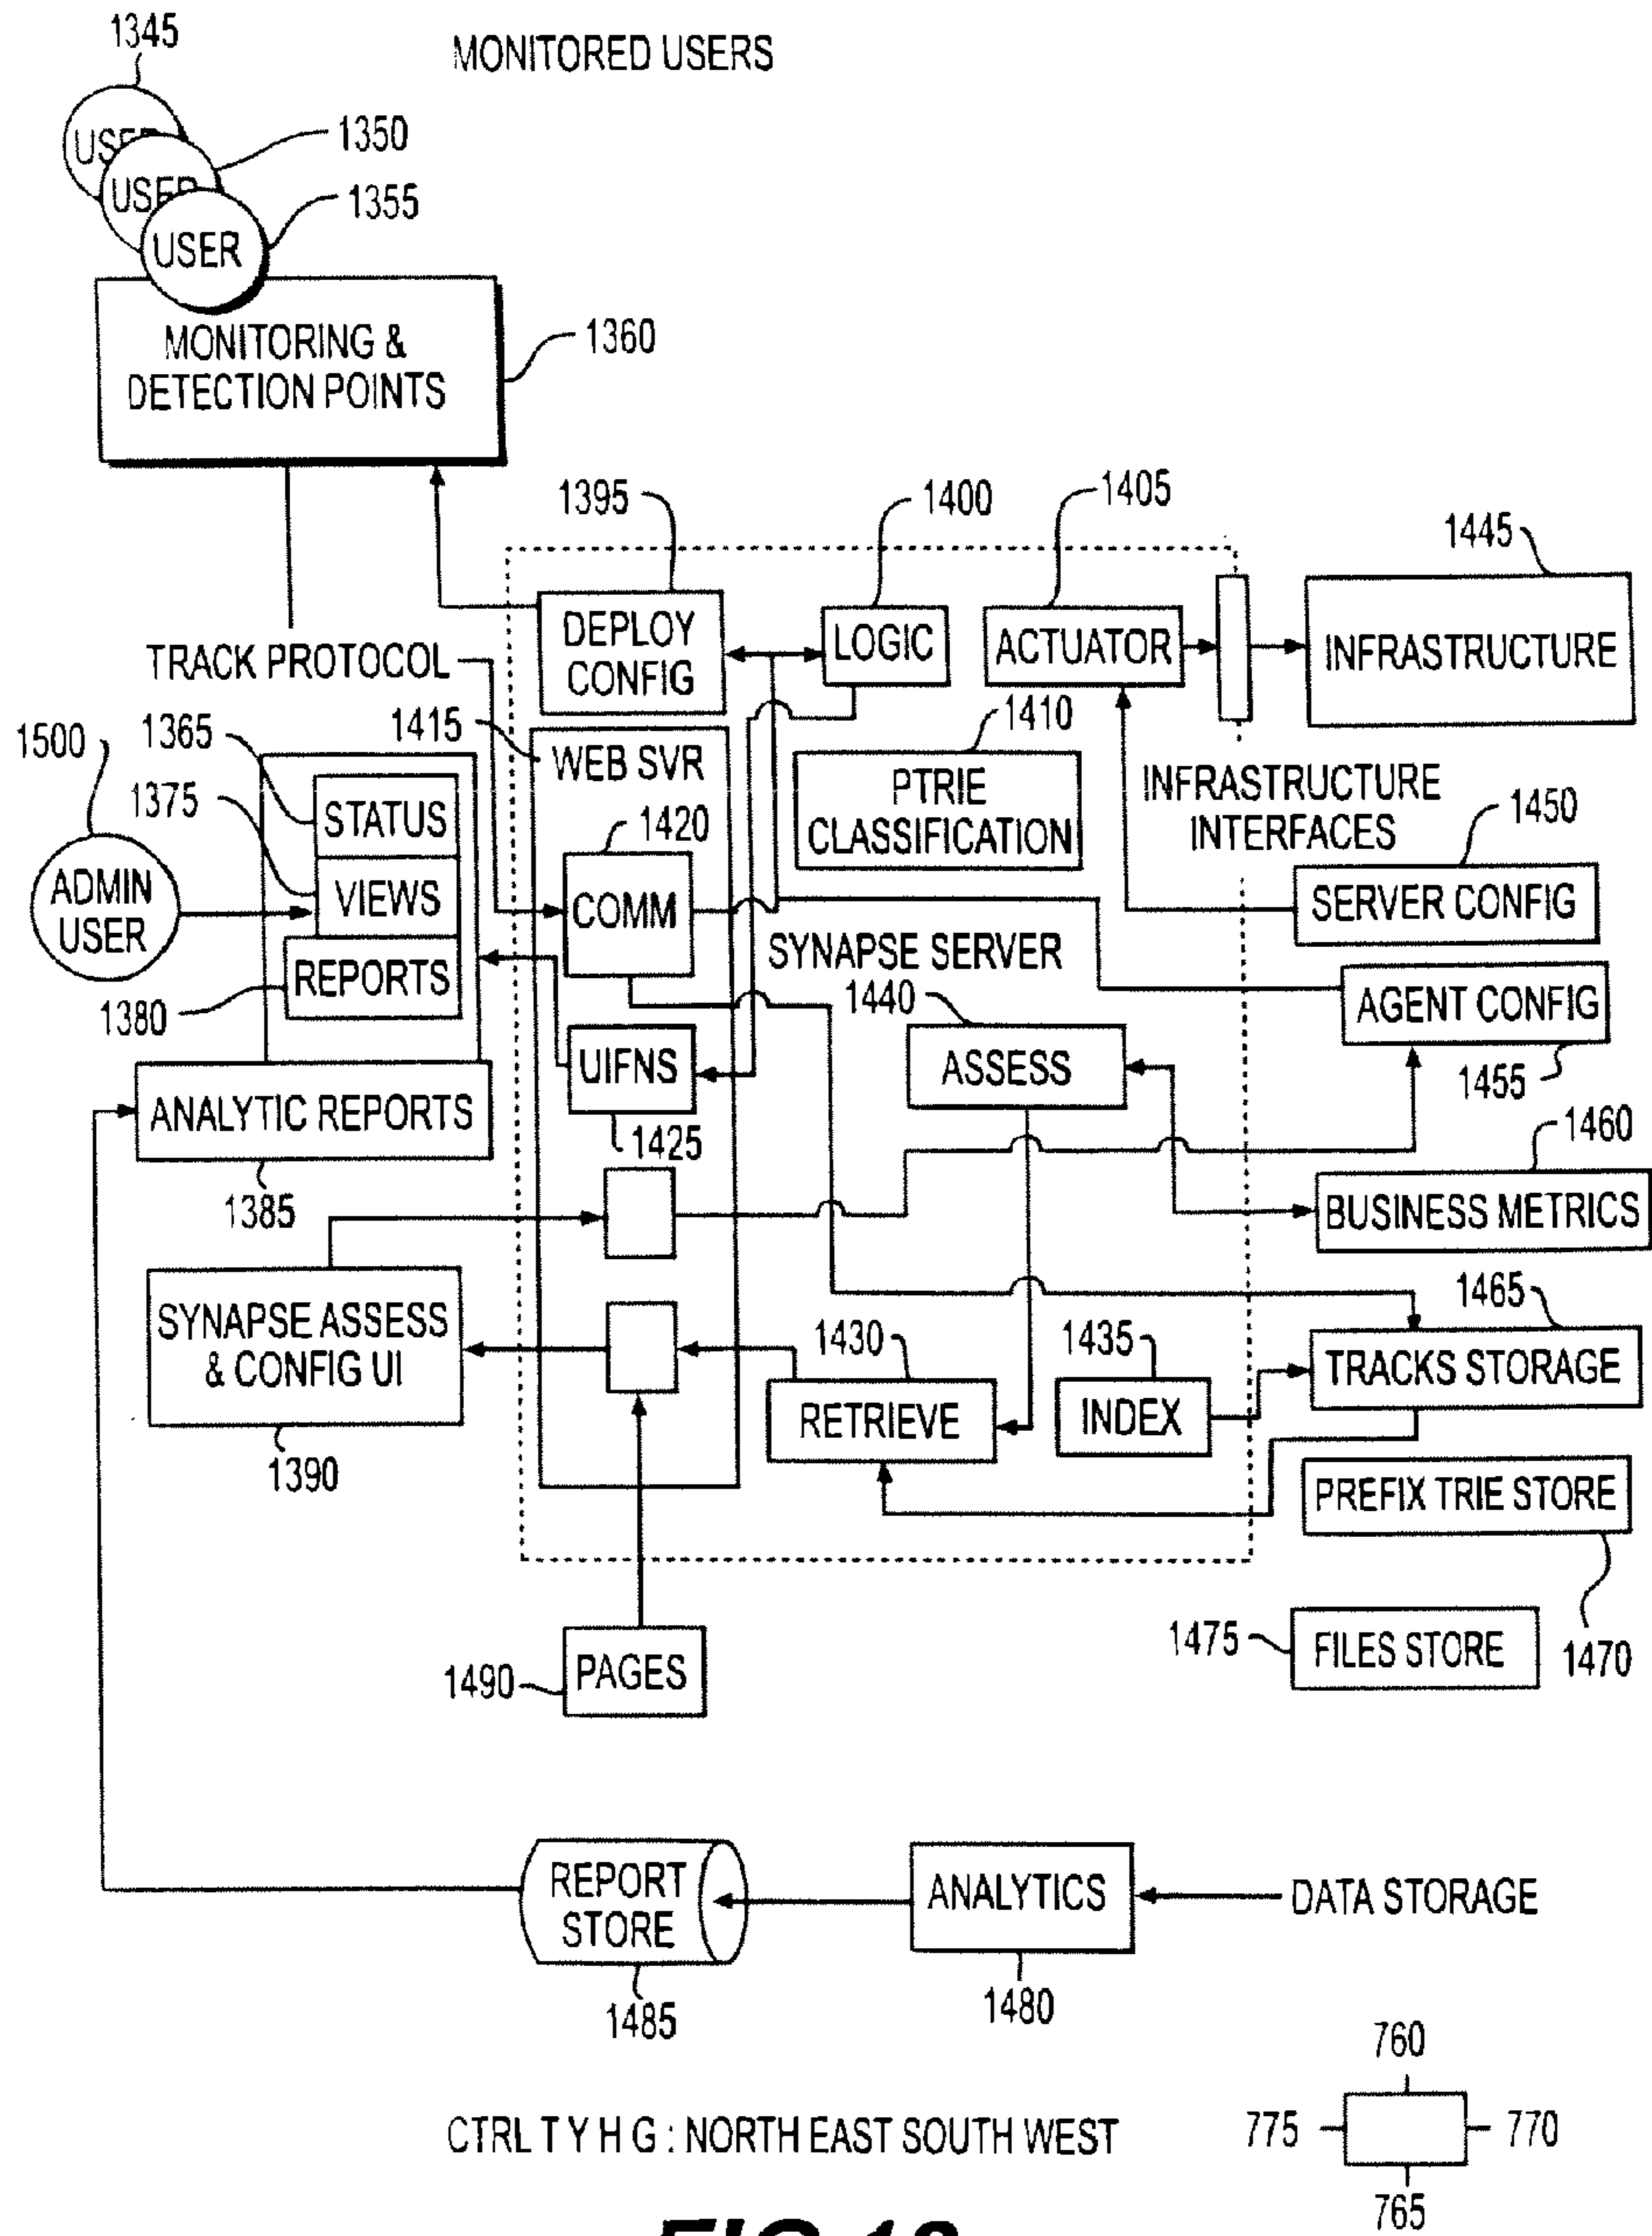 1345
MONITORED USERS
USER
1350
USER
1355
USER
MONITORING &
DETECTION POINTS
1360
1395
1400
1405
1445
DEPLOY
CONFIG
LOGIC
ACTUATOR
INFRASTRUCTURE
TRACK PROTOCOL
1500
1365
1415
1410
1375
STATUS
WEB SVR
PTRIE
CLASSIFICATION
INFRASTRUCTURE
INTERFACES
1420
1450
ADMIN
USER
VIEWS
COMM
SERVER CONFIG
REPORTS
SYNAPSE SERVER
1380
1440
AGENT CONFIG
UIFNS
ASSESS
1455
ANALYTIC REPORTS
1425
1460
1385
BUSINESS METRICS
SYNAPSE ASSESS
& CONFIG UI
1430
1435
1465
TRACKS STORAGE
RETRIEVE
INDEX
1390
PREFIX TRIE STORE
1475
FILES STORE
1470
1490
PAGES
REPORT
STORE
ANALYTICS
DATA STORAGE
1485
1480
760
CTRL T Y H G : NORTH EAST SOUTH WEST
775
770
765